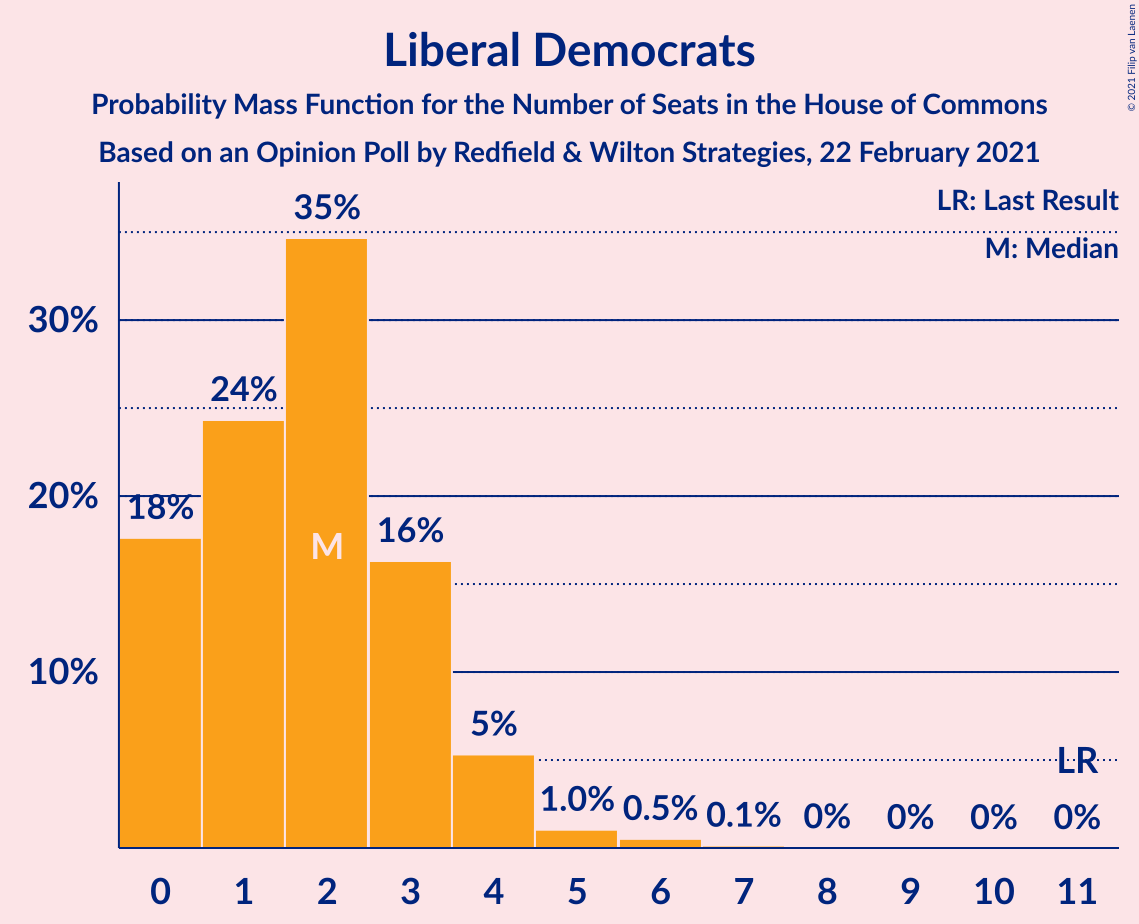 Liberal Democrats
Probability Mass Function for the Number of Seats in the House of Commons
Based on an Opinion Poll by Redfield & Wilton Strategies, 22 February 2021
© 2021 Filip van Laenen
LR: Last Result
M: Median
30%
20%
10%
18%
24%
35%
16%
5%
1.0%
0.5%
0.1%
0%
0%
0%
0%
M
LR
0 1 2 3 4 5 6 7 8 9 10 11